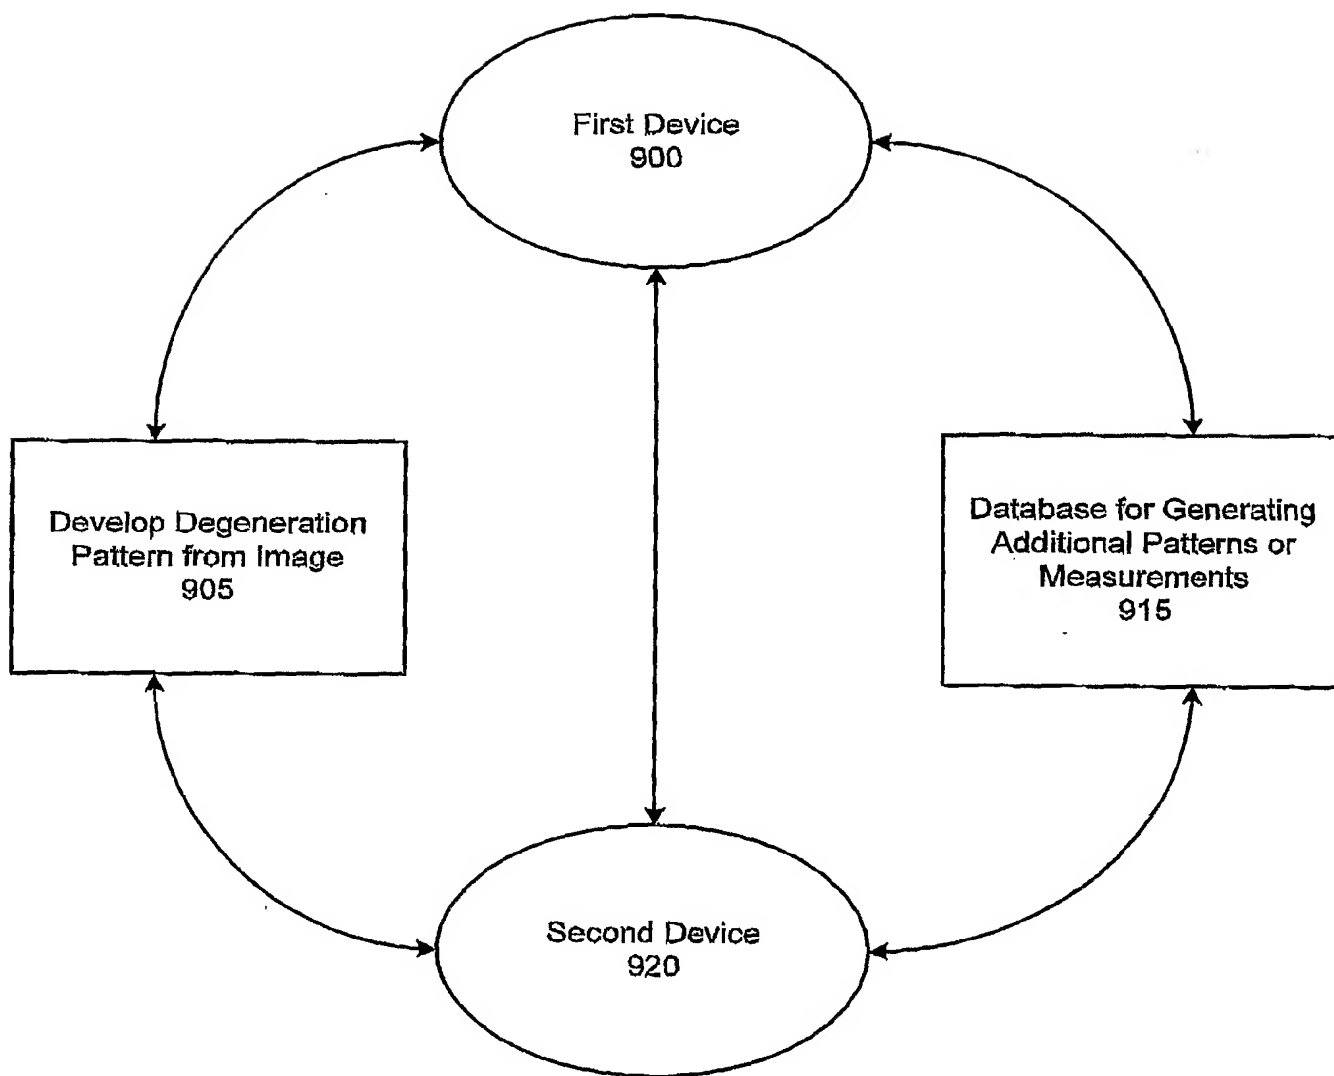 First Device
900
Develop Degeneration
Pattern from Image
905
Database for Generating
Additional Patterns or
Measurements
915
Second Device
920